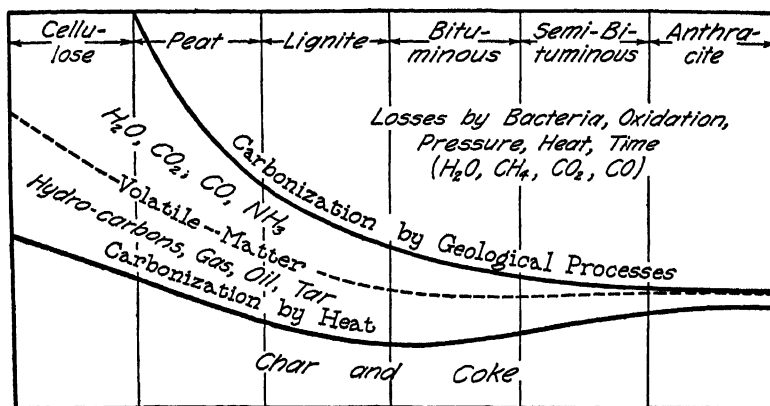 Cellu-
lose
Peat
Lignite
Bitu-
minous
Semi-Bi-
tuminous
Anthra-
cite
Losses by Bacteria, Oxidation,
Pressure, Heat, Time
(H2O, CH4, CO2, CO)
H2O, CO2, CO, NH3
Carbonization by Geological Processes
Volatile Matter
Hydro-carbons, Gas, Oil, Tar
Carbonization by Heat
Char and Coke